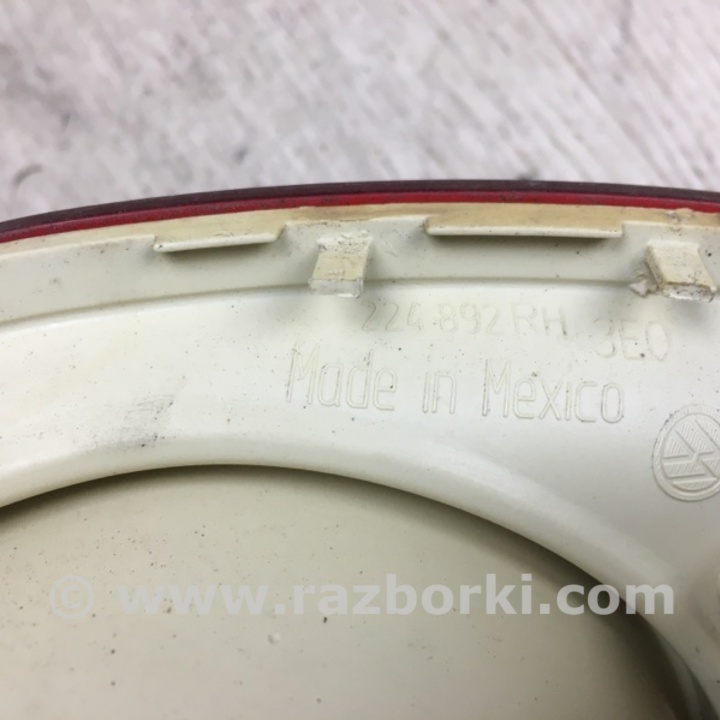 224 892 RH 3E0
Made in Mexico
© www.razborki.com